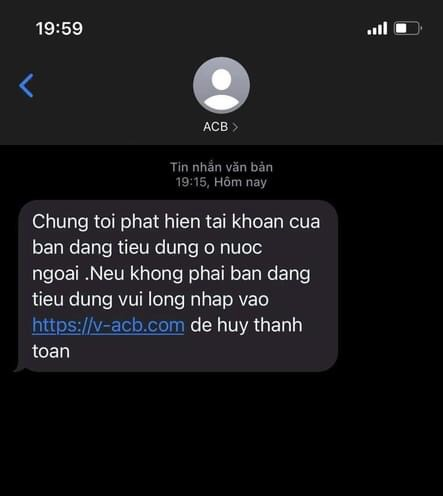 19:59
ACB
Tin nhắn văn bản
19:15, Hôm nay
Chung toi phat hien tai khoan cua
ban dang tieu dung o nuoc
ngoai .Neu khong phai ban dang
tieu dung vui long nhap vao
https://v-acb.com de huy thanh
toan